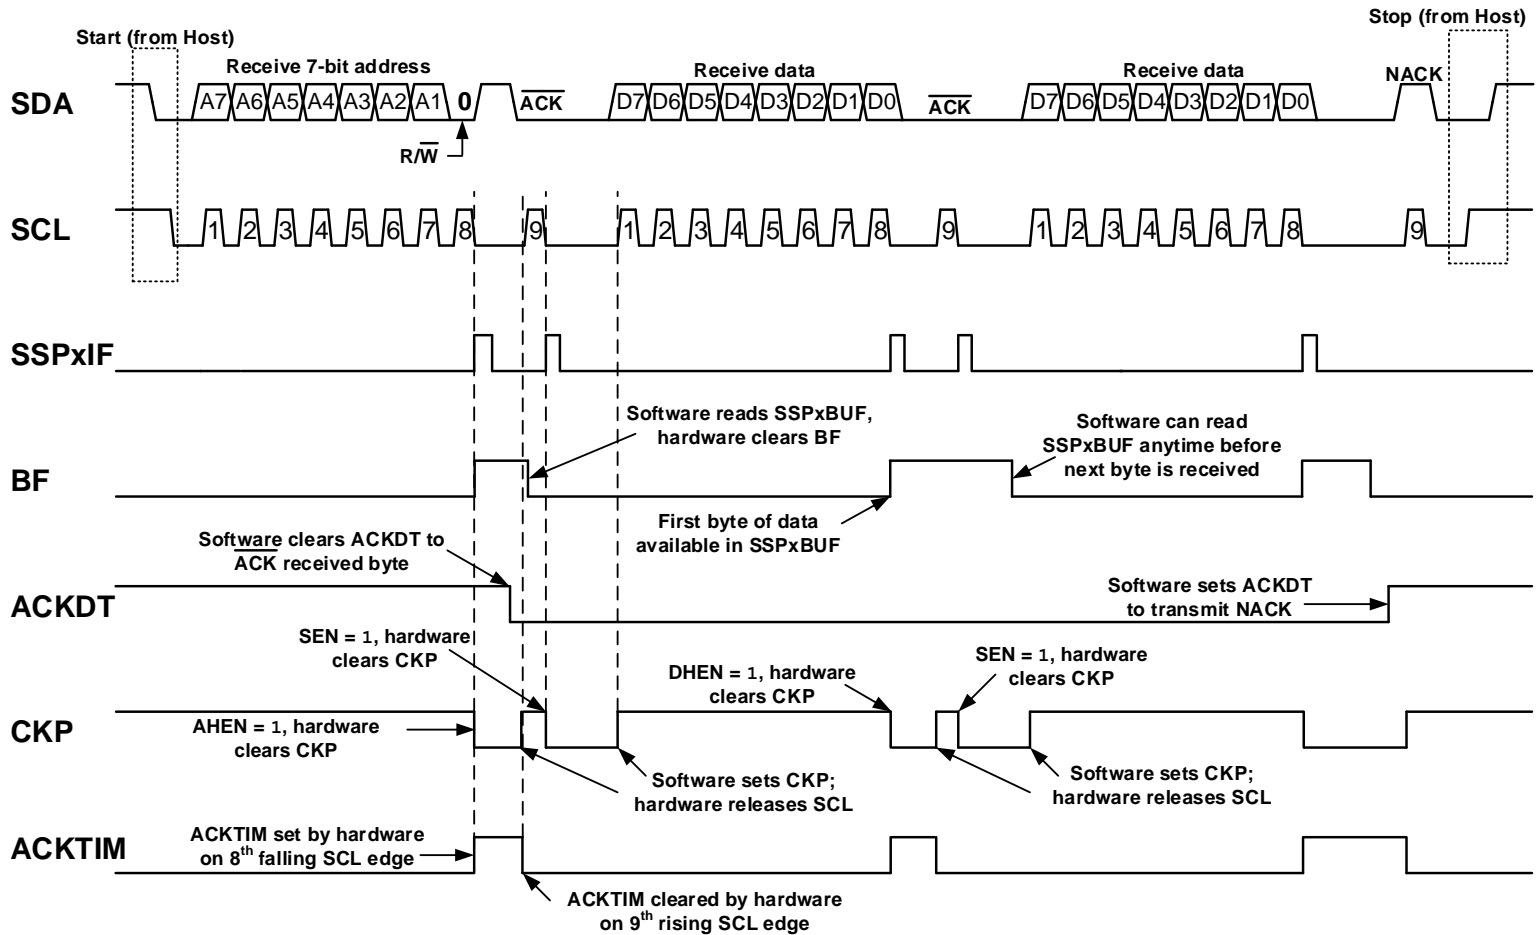 Start (from Host)
Stop (from Host)
Receive 7-bit address
Receive data
Receive data
NACK
SDA
A7 A6 A5 A4 A3 A2 A1 0 ACK D7 D6 D5 D4 D3 D2 D1 D0 ACK D7 D6 D5 D4 D3 D2 D1 D0
R/W
SCL
1 2 3 4 5 6 7 8 9 1 2 3 4 5 6 7 8 9 1 2 3 4 5 6 7 8 9
SSPxIF
Software reads SSPxBUF,
hardware clears BF
Software can read
SSPxBUF anytime before
next byte is received
BF
First byte of data
available in SSPxBUF
Software clears ACKDT to
ACK received byte
ACKDT
Software sets ACKDT
to transmit NACK
SEN = 1, hardware
clears CKP
DHEN = 1, hardware
clears CKP
SEN = 1, hardware
clears CKP
CKP
AHEN = 1, hardware
clears CKP
Software sets CKP;
hardware releases SCL
Software sets CKP;
hardware releases SCL
ACKTIM
ACKTIM set by hardware
on 8th falling SCL edge
ACKTIM cleared by hardware
on 9th rising SCL edge